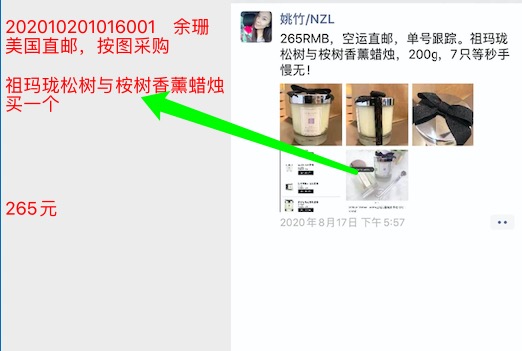 202010201016001 余珊
美国直邮，按图采购
祖玛珑松树与桉树香薰蜡烛
买一个
265元
姚竹/NZL
265RMB，空运直邮，单号跟踪。祖玛珑
松树与桉树香薰蜡烛，200g，7只等秒手
慢无！
2020年8月17日 下午5:57